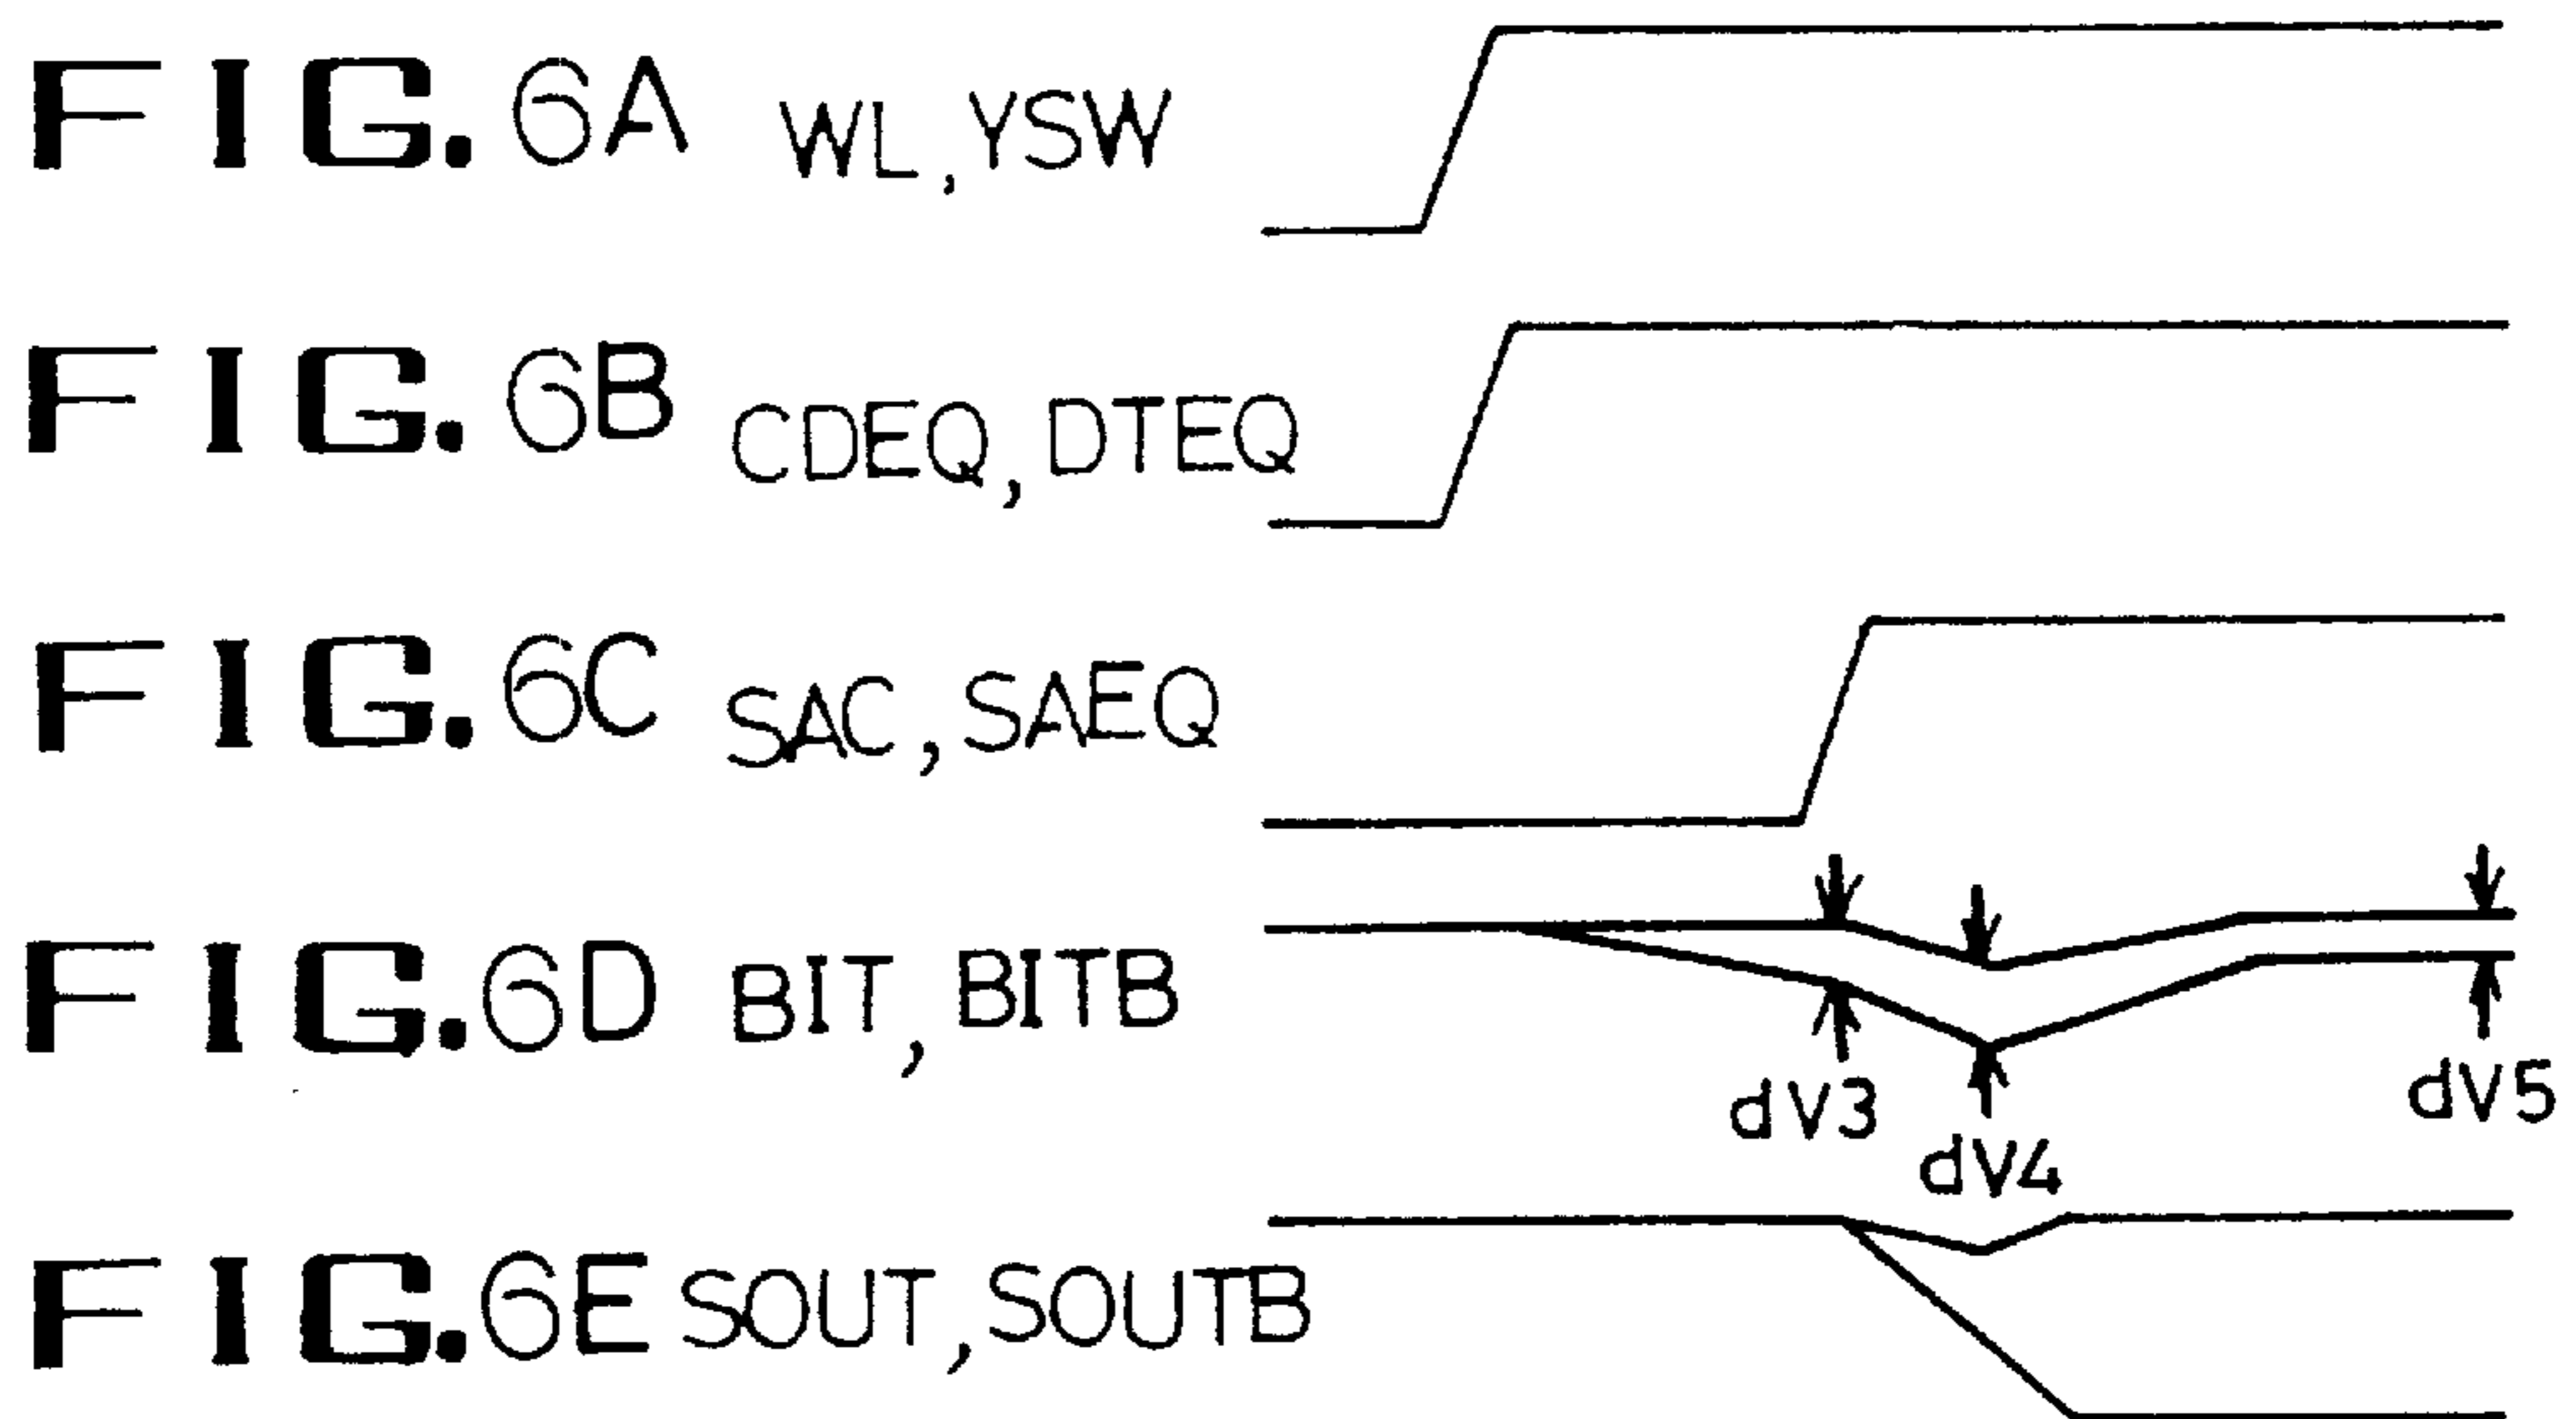 FIG. 6A WL, YSW
FIG. 6B CDEQ, DTEQ
FIG. 6C SAC, SAEQ
FIG. 6D BIT, BITB
dV3
dV4
dV5
FIG. 6E SOUT, SOUTB